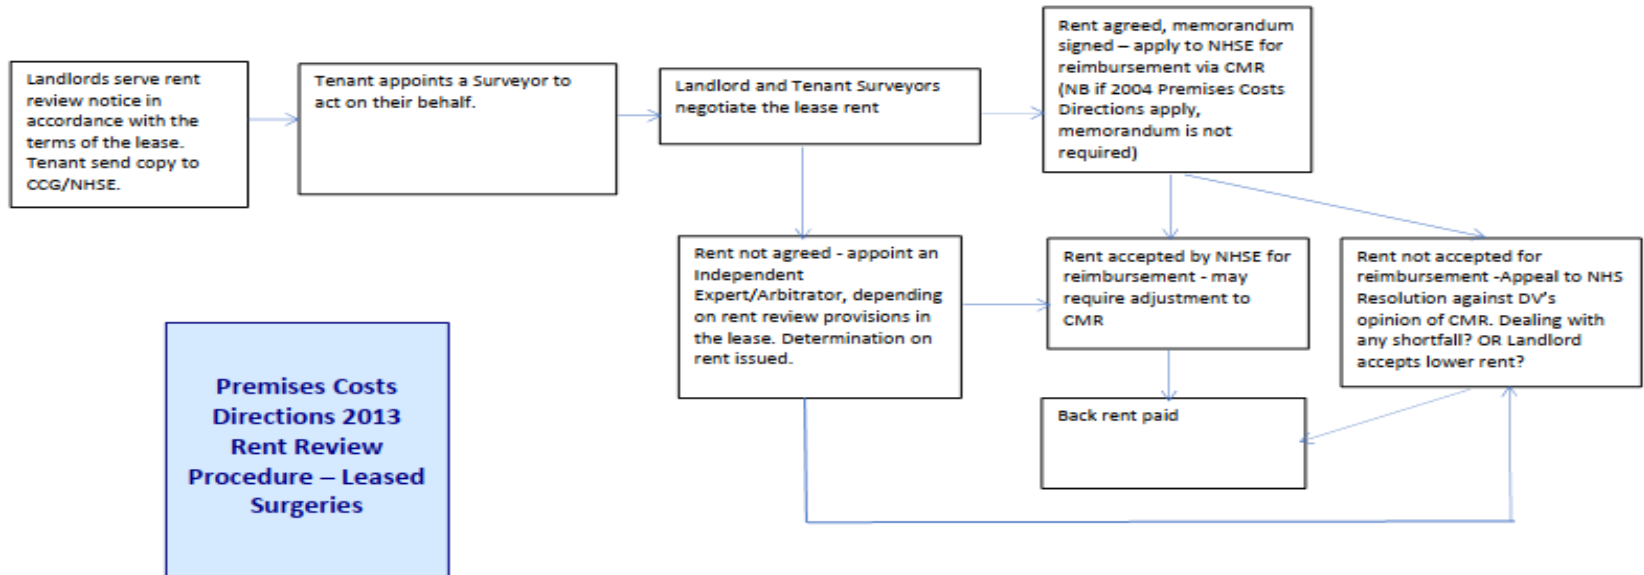 Landlords serve rent
review notice in
accordance with the
terms of the lease.
Tenant send copy to
CCG/NHSE.
Tenant appoints a Surveyor to
act on their behalf.
Landlord and Tenant Surveyors
negotiate the lease rent
Rent agreed, memorandum
signed – apply to NHSE for
reimbursement via CMR
(NB if 2004 Premises Costs
Directions apply,
memorandum is not
required)
Rent not agreed - appoint an
Independent
Expert/Arbitrator, depending
on rent review provisions in
the lease. Determination on
rent issued.
Rent accepted by NHSE for
reimbursement - may
require adjustment to
CMR
Rent not accepted for
reimbursement -Appeal to NHS
Resolution against DV's
opinion of CMR. Dealing with
any shortfall? OR Landlord
accepts lower rent?
Back rent paid
Premises Costs
Directions 2013
Rent Review
Procedure – Leased
Surgeries